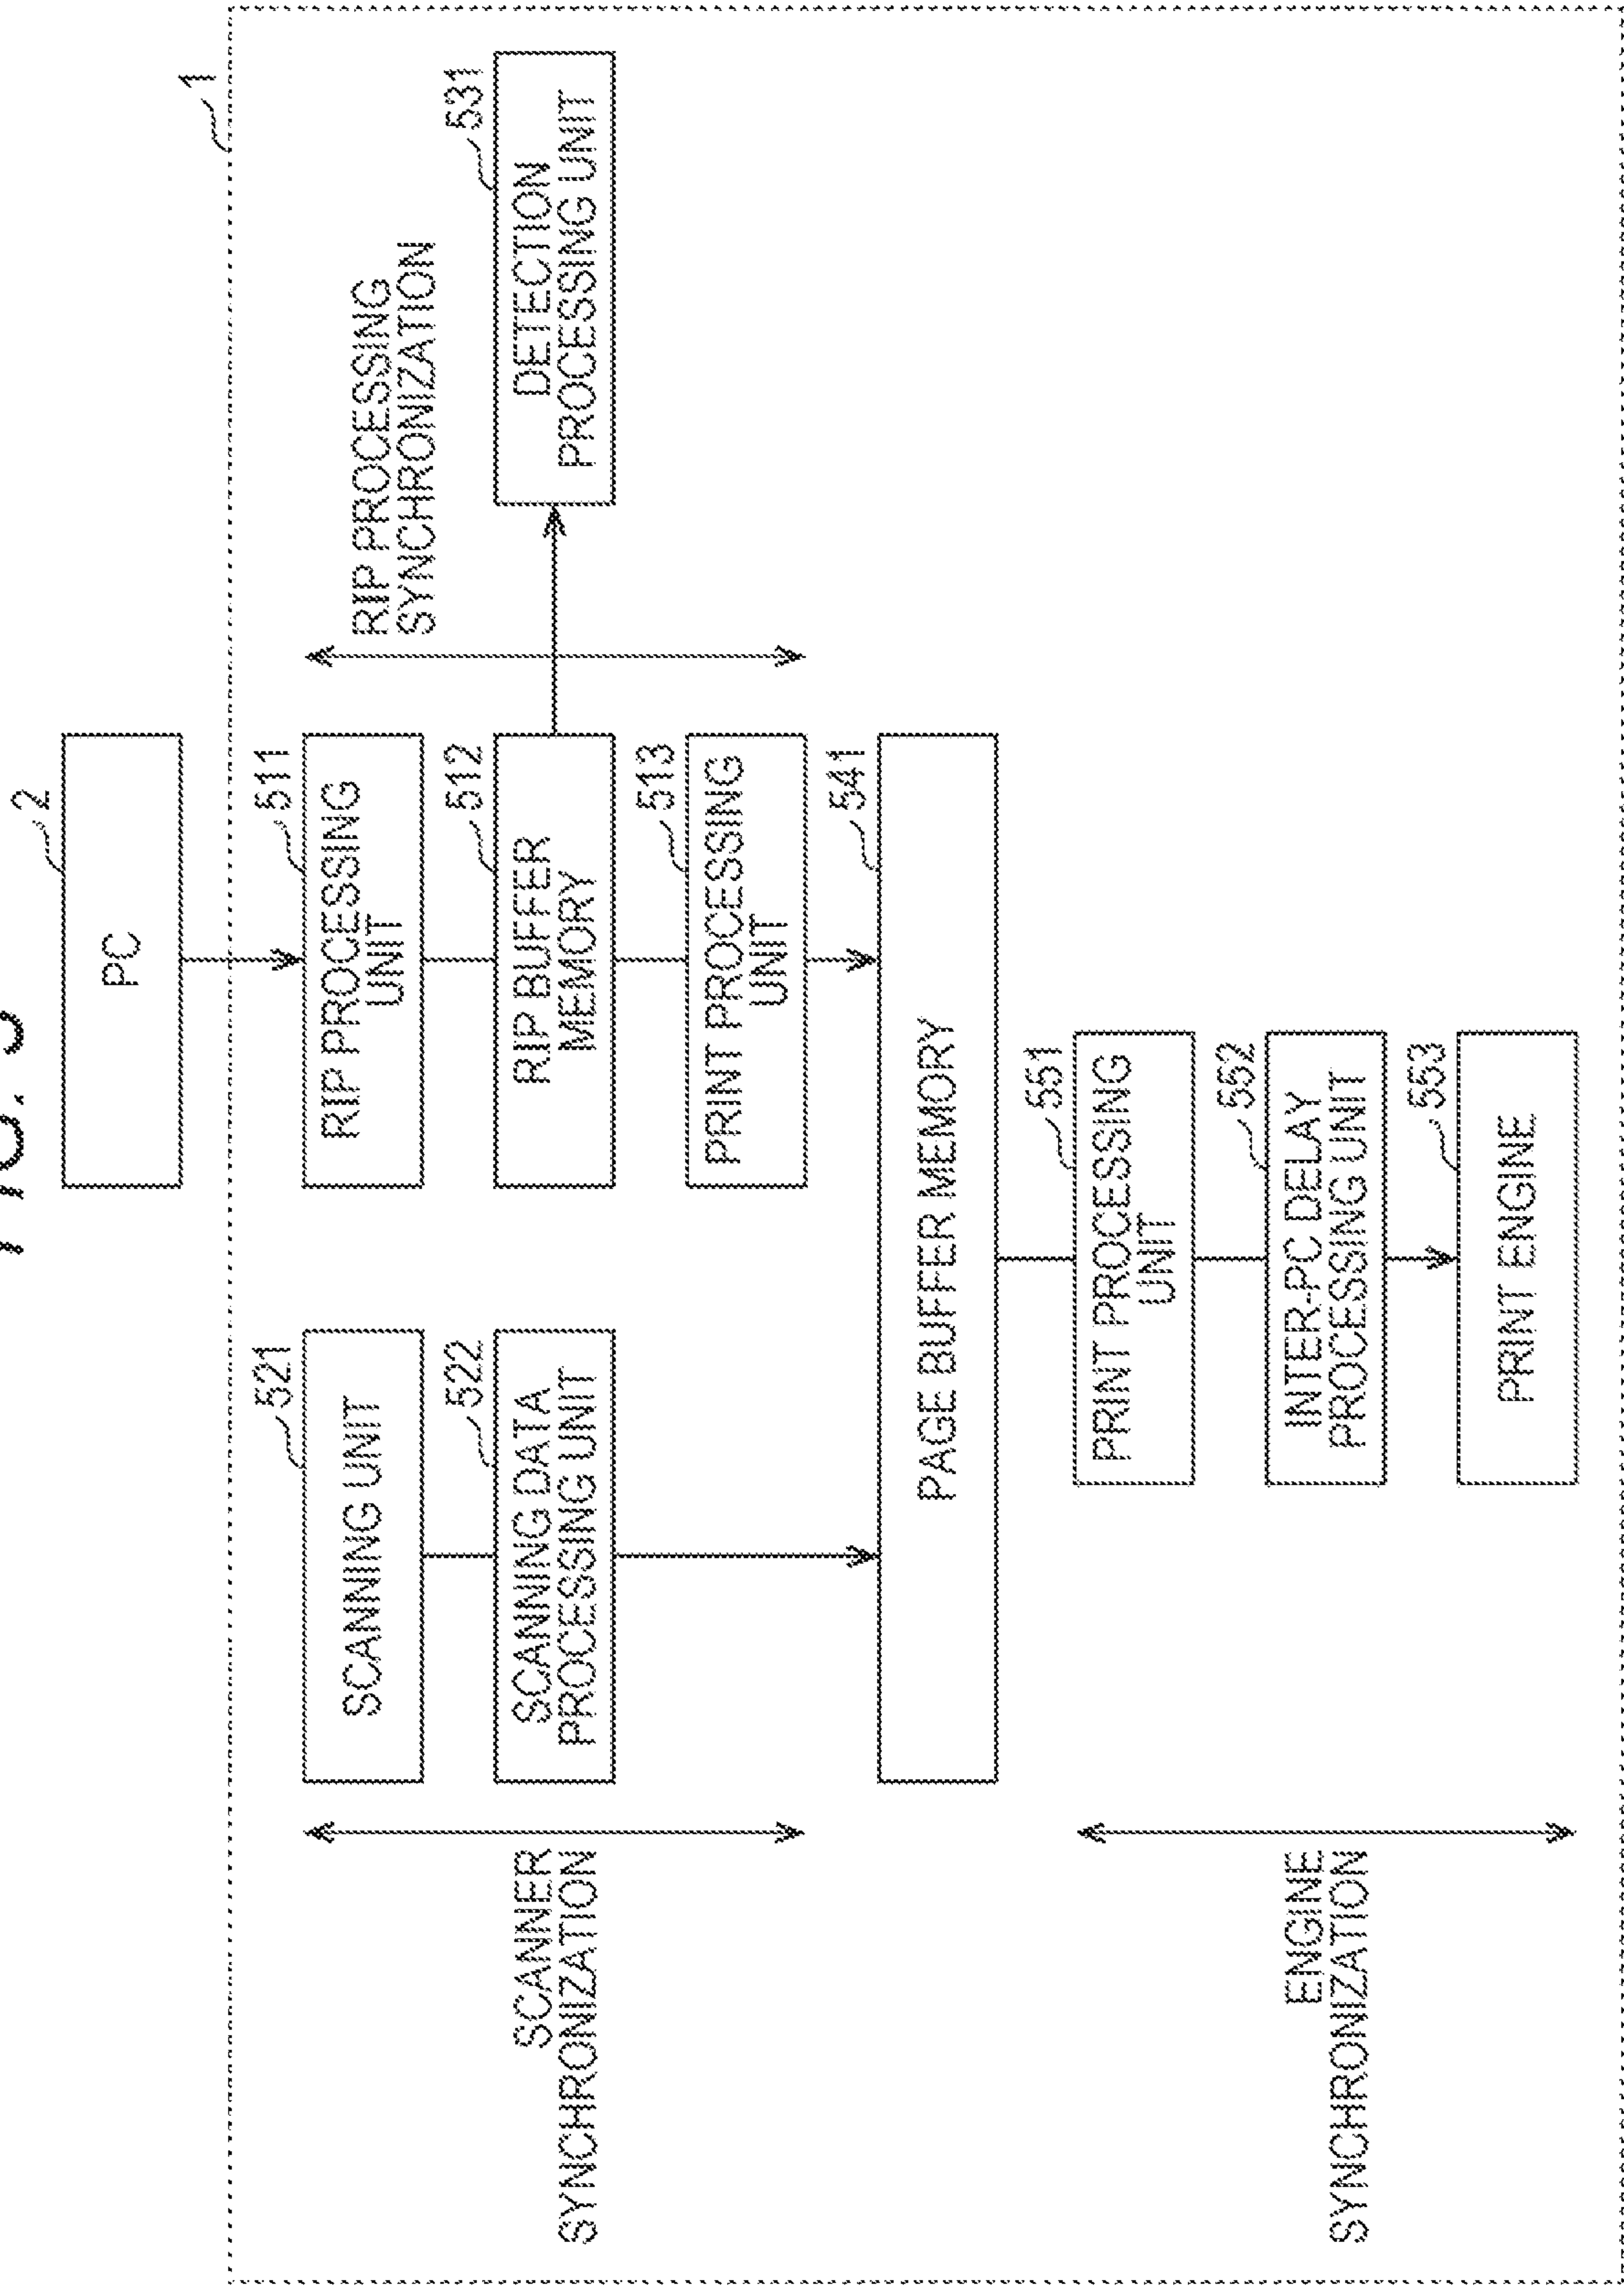 2
PC
1
521
SCANNING UNIT
511
RIP PROCESSING
UNIT
RIP PROCESSING
SYNCHRONIZATION
SCANNER
SYNCHRONIZATION
522
SCANNING DATA
PROCESSING UNIT
512
RIP BUFFER
MEMORY
531
DETECTION
PROCESSING UNIT
513
PRINT PROCESSING
UNIT
541
PAGE BUFFER MEMORY
551
PRINT PROCESSING
UNIT
ENGINE
SYNCHRONIZATION
552
INTER-PC DELAY
PROCESSING UNIT
553
PRINT ENGINE